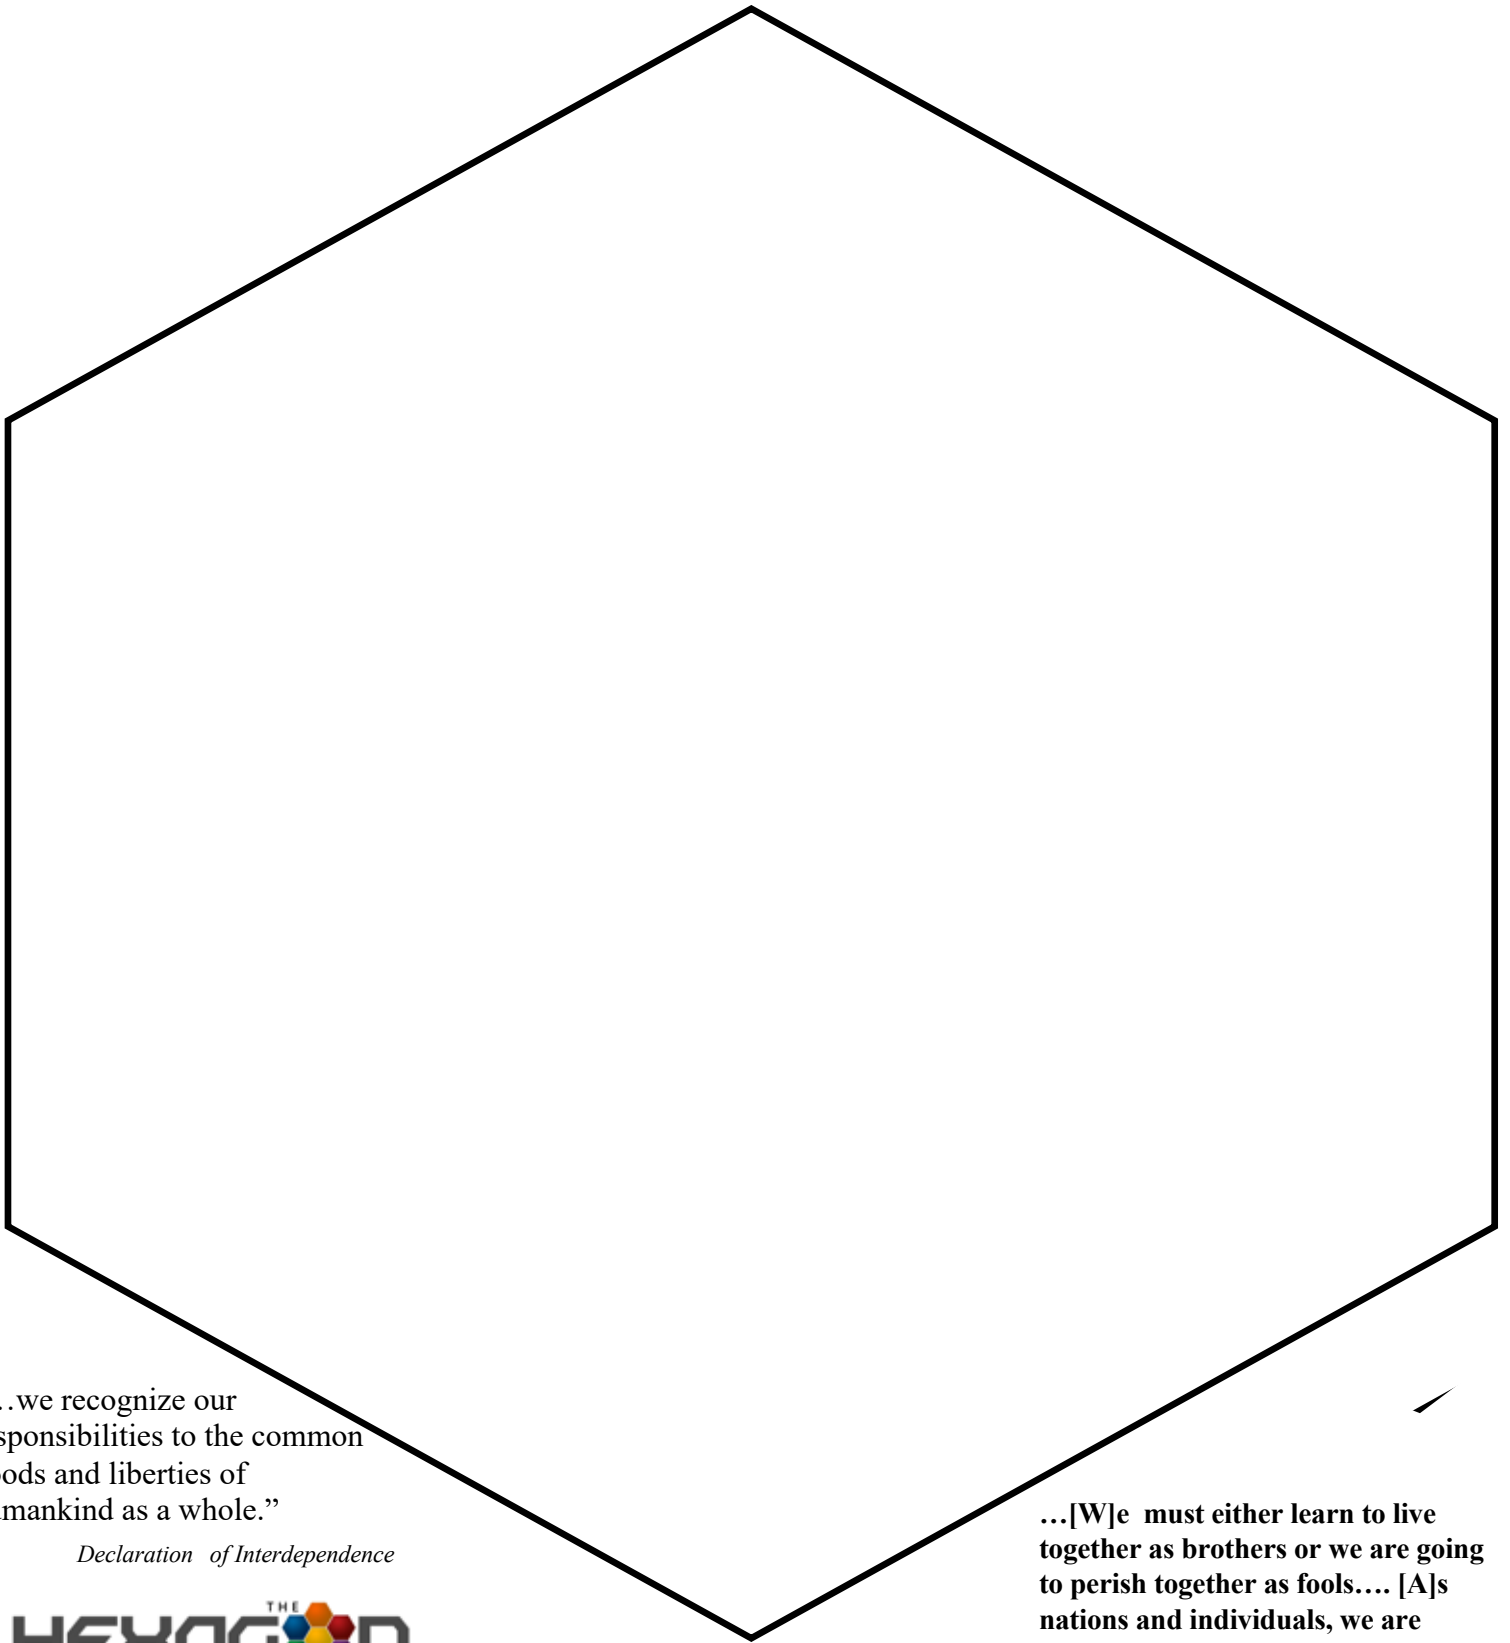 …we recognize our
sponsibilities to the common
ods and liberties of
mankind as a whole.”
Declaration of Interdependence
THE
HEXAGON
…[W]e must either learn to live
together as brothers or we are going
to perish together as fools…. [A]s
nations and individuals, we are